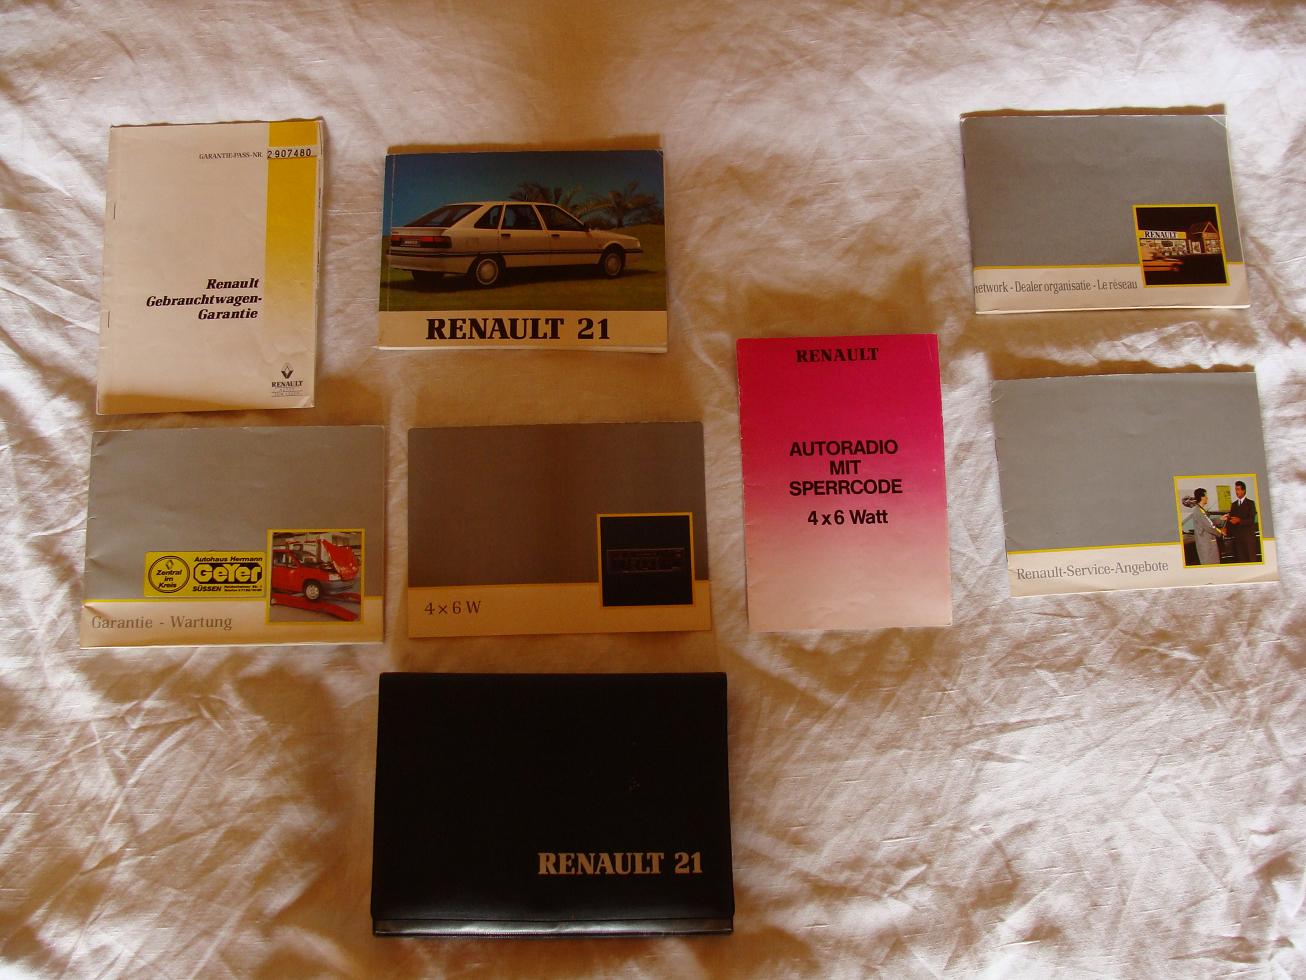 GARANTIE-PASS-NR.
2907480
Renault
Gebrauchtwagen-
Garantie
RENAULT
RENAULT 21
RENAULT
network - Dealer organisatie - Le réseau
RENAULT
AUTORADIO
MIT
SPERRCODE
4 x 6 Watt
Renault-Service-Angebote
Zentral
im
Kreis
Autohaus Hermann
Geier
SÜSSEN
Garantie - Wartung
4 × 6 W
RENAULT 21